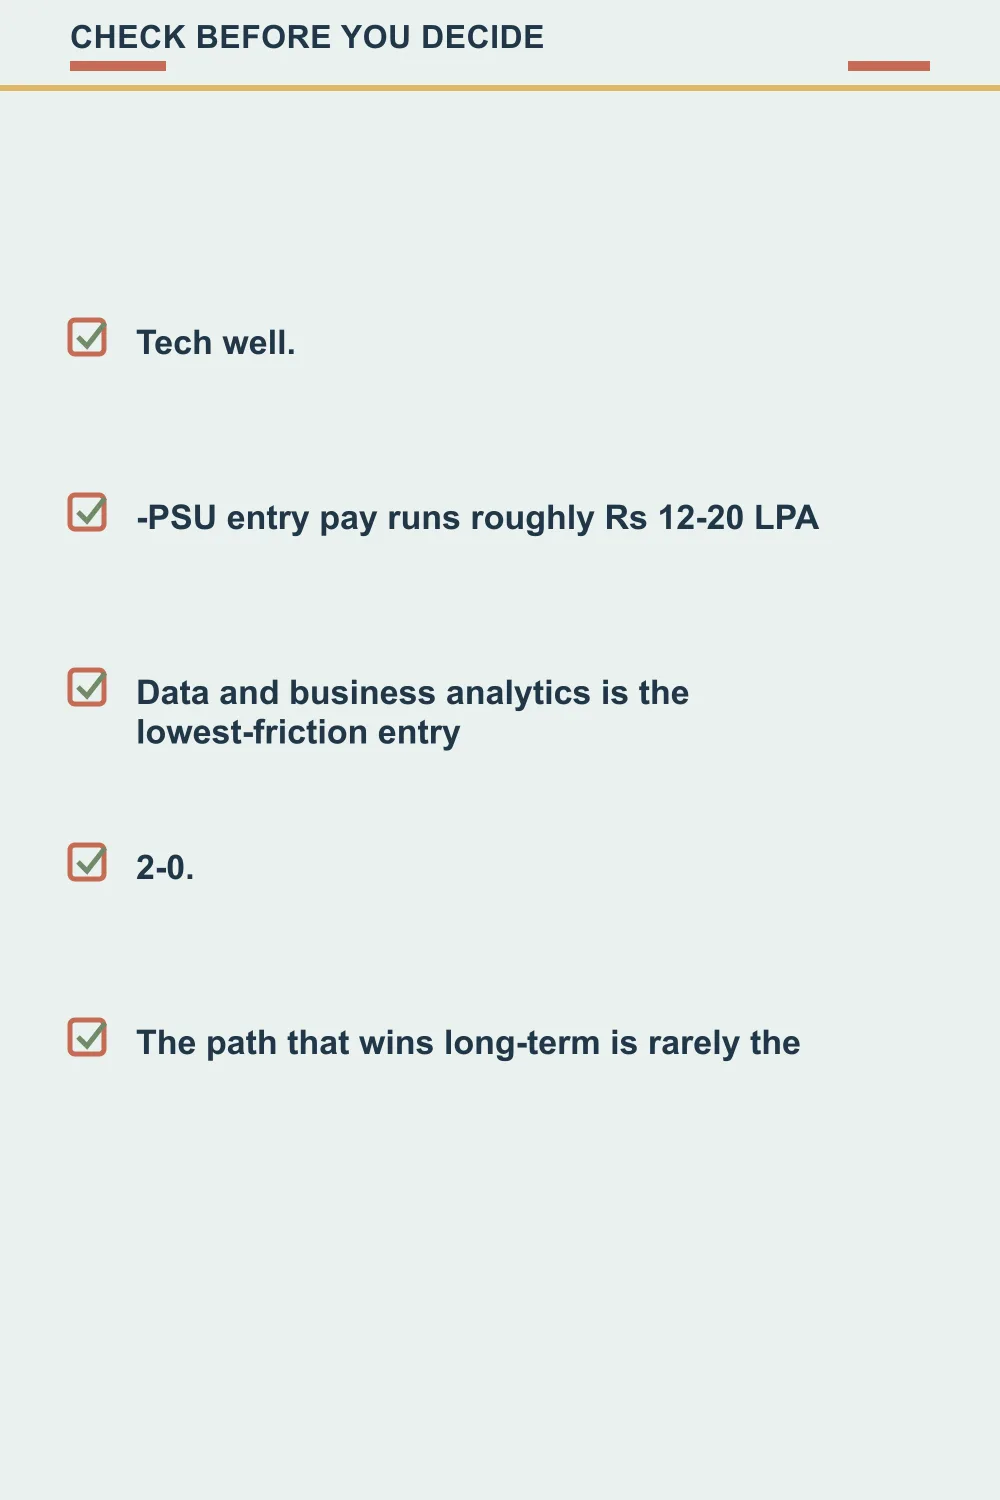 CHECK BEFORE YOU DECIDE
Tech well.
-PSU entry pay runs roughly Rs 12-20 LPA
Data and business analytics is the
lowest-friction entry
2-0.
The path that wins long-term is rarely the